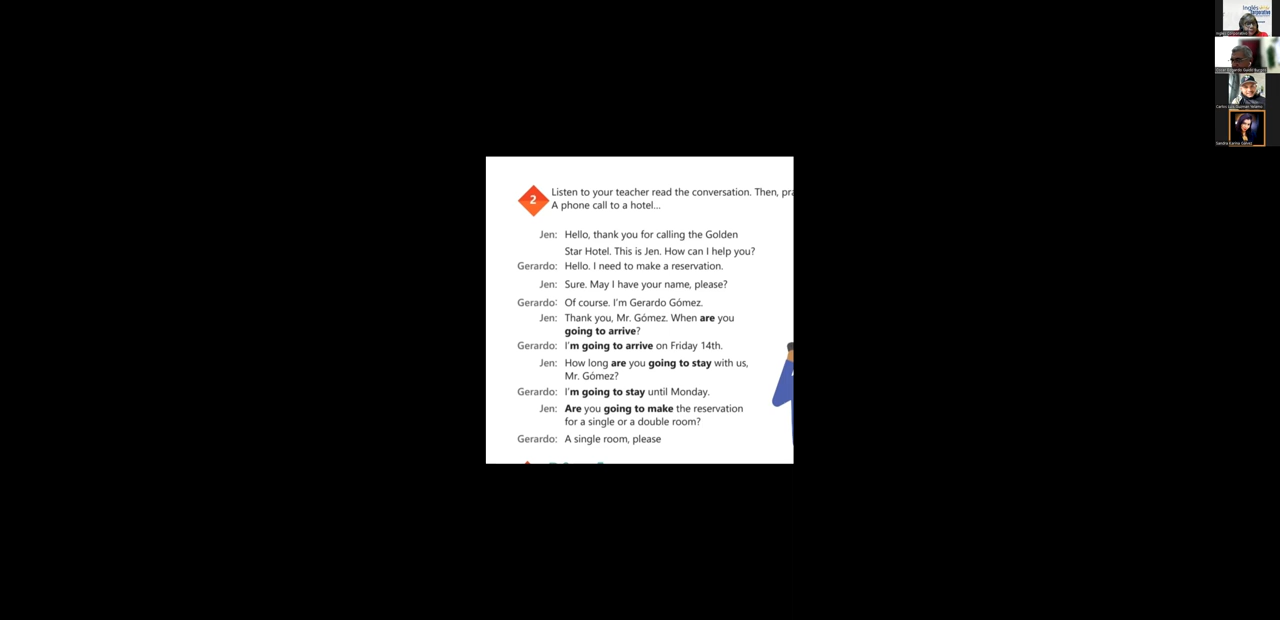 2
Listen to your teacher read the conversation. Then, pra
A phone call to a hotel...
Jen: Hello, thank you for calling the Golden
Star Hotel. This is Jen. How can I help you?
Gerardo: Hello. I need to make a reservation.
Jen: Sure. May I have your name, please?
Gerardo: Of course. I'm Gerardo Gómez.
Jen: Thank you, Mr. Gómez. When are you
going to arrive?
Gerardo: I'm going to arrive on Friday 14th.
Jen: How long are you going to stay with us,
Mr. Gómez?
Gerardo: I'm going to stay until Monday.
Jen: Are you going to make the reservation
for a single or a double room?
Gerardo: A single room, please